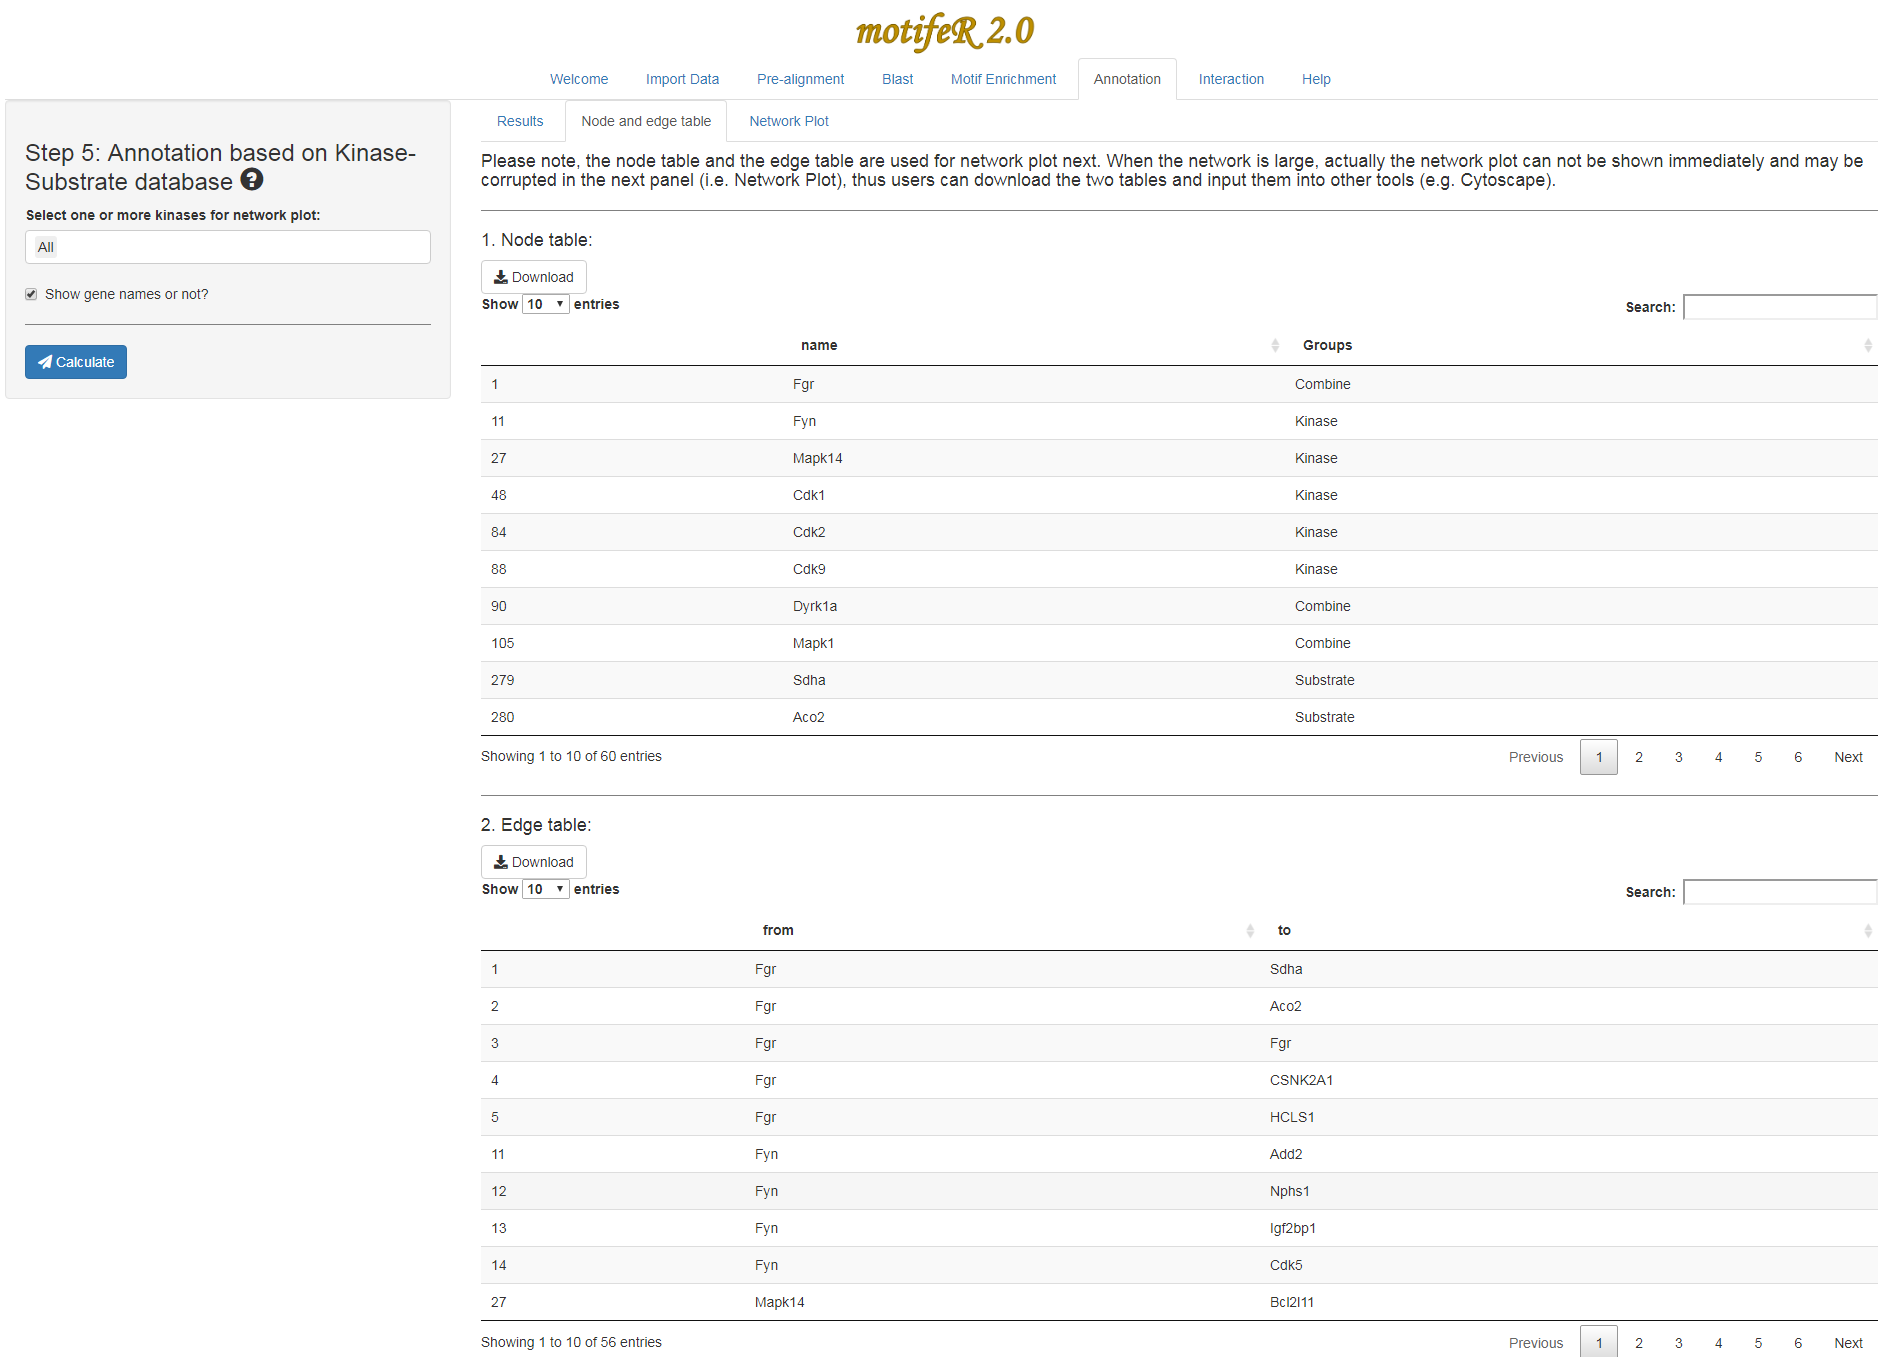 motifeR 2.0
Welcome Import Data Pre-alignment Blast Motif Enrichment Annotation Interaction Help
Step 5: Annotation based on Kinase-
Substrate database ?
Select one or more kinases for network plot:
All
Show gene names or not?
Calculate
Results Node and edge table Network Plot
Please note, the node table and the edge table are used for network plot next. When the network is large, actually the network plot can not be shown immediately and may be
corrupted in the next panel (i.e. Network Plot), thus users can download the two tables and input them into other tools (e.g. Cytoscape).
1. Node table:
Download
Show 10 entries
Search:
name Groups
1 Fgr Combine
11 Fyn Kinase
27 Mapk14 Kinase
48 Cdk1 Kinase
84 Cdk2 Kinase
88 Cdk9 Kinase
90 Dyrk1a Combine
105 Mapk1 Combine
279 Sdha Substrate
280 Aco2 Substrate
Showing 1 to 10 of 60 entries
Previous 1 2 3 4 5 6 Next
2. Edge table:
Download
Show 10 entries
Search:
from to
1 Fgr Sdha
2 Fgr Aco2
3 Fgr Fgr
4 Fgr CSNK2A1
5 Fgr HCLS1
11 Fyn Add2
12 Fyn Nphs1
13 Fyn Igf2bp1
14 Fyn Cdk5
27 Mapk14 Bcl2l11
Showing 1 to 10 of 56 entries
Previous 1 2 3 4 5 6 Next